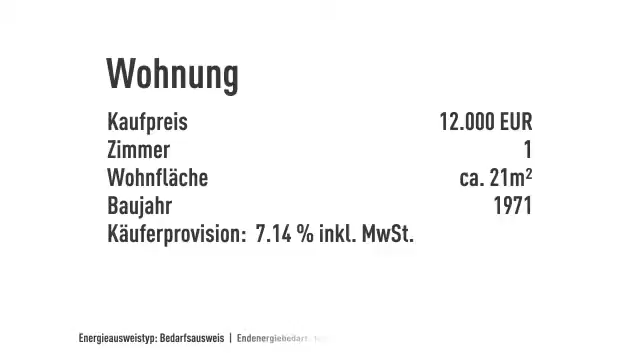 Wohnung
Kaufpreis 12.000 EUR
Zimmer 1
Wohnfläche ca. 21m²
Baujahr 1971
Käuferprovision: 7.14 % inkl. MwSt.
Energieausweistyp: Bedarfsausweis | Endenergiebedarf